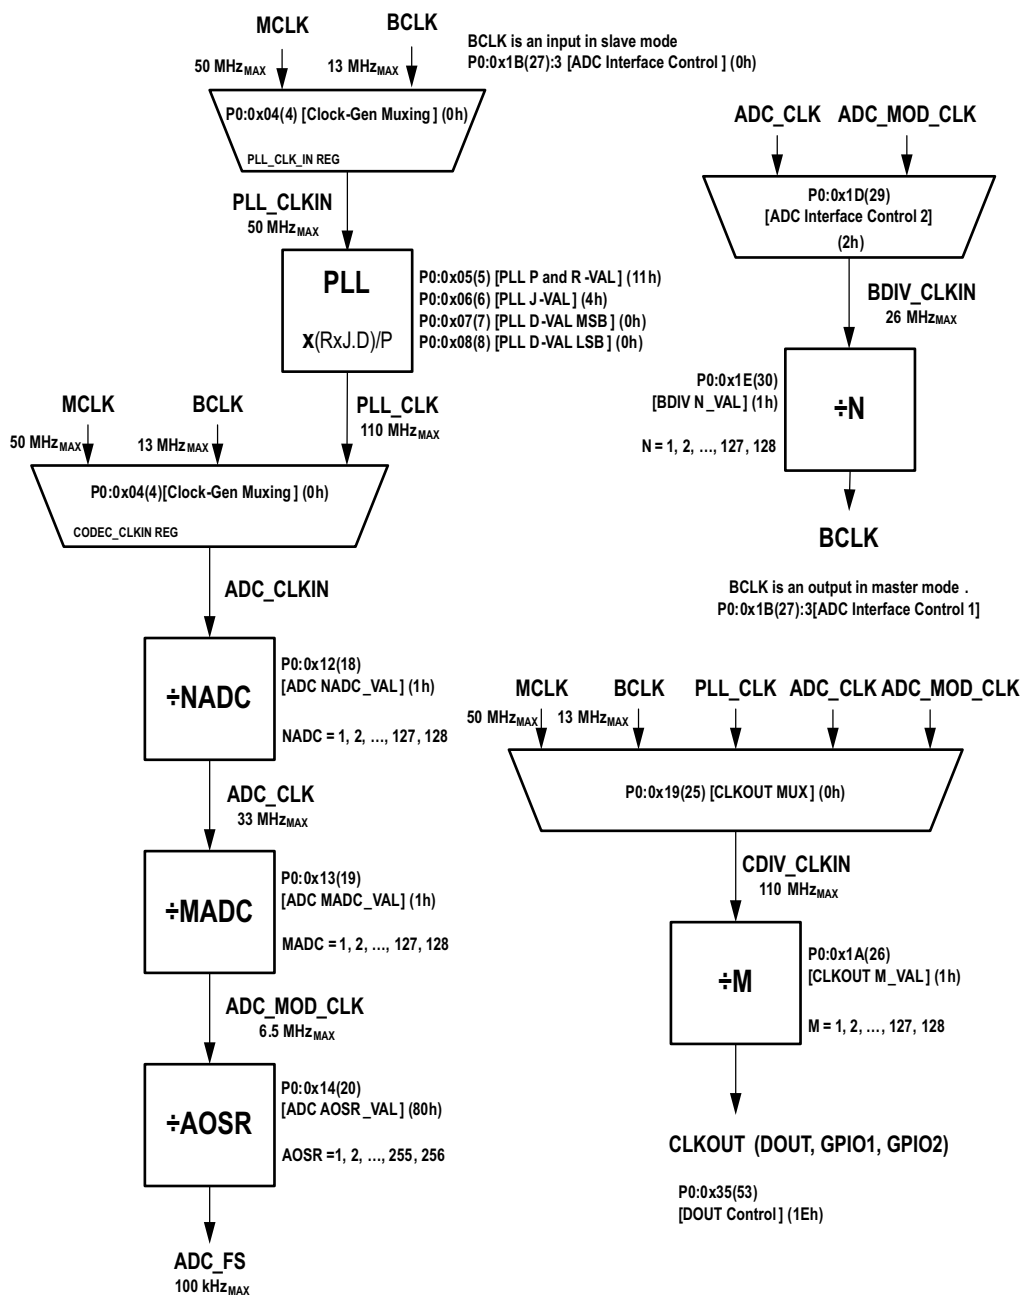 MCLK
BCLK
50 MHzMAX
13 MHzMAX
BCLK is an input in slave mode
P0:0x1B(27):3 [ADC Interface Control ] (0h)
P0:0x04(4) [Clock-Gen Muxing ] (0h)
PLL_CLK_IN REG
PLL_CLKIN
50 MHzMAX
PLL
x(RxJ.D)/P
P0:0x05(5) [PLL P and R -VAL] (11h)
P0:0x06(6) [PLL J-VAL] (4h)
P0:0x07(7) [PLL D-VAL MSB] (0h)
P0:0x08(8) [PLL D-VAL LSB] (0h)
MCLK
BCLK
PLL_CLK
50 MHzMAX
13 MHzMAX
110 MHzMAX
P0:0x04(4)[Clock-Gen Muxing ] (0h)
CODEC_CLKIN REG
ADC_CLKIN
÷NADC
P0:0x12(18)
[ADC NADC_VAL] (1h)
NADC = 1, 2, ..., 127, 128
ADC_CLK
33 MHzMAX
÷MADC
P0:0x13(19)
[ADC MADC_VAL] (1h)
MADC = 1, 2, ..., 127, 128
ADC_MOD_CLK
6.5 MHzMAX
÷AOSR
P0:0x14(20)
[ADC AOSR_VAL] (80h)
AOSR =1, 2, ..., 255, 256
ADC_FS
100 kHzMAX
ADC_CLK
ADC_MOD_CLK
P0:0x1D(29)
[ADC Interface Control 2]
(2h)
BDIV_CLKIN
26 MHzMAX
P0:0x1E(30)
[BDIV N_VAL] (1h)
N = 1, 2, ..., 127, 128
÷N
BCLK
BCLK is an output in master mode .
P0:0x1B(27):3[ADC Interface Control 1]
MCLK
BCLK
PLL_CLK
ADC_CLK
ADC_MOD_CLK
50 MHzMAX
13 MHzMAX
P0:0x19(25) [CLKOUT MUX] (0h)
CDIV_CLKIN
110 MHzMAX
÷M
P0:0x1A(26)
[CLKOUT M_VAL] (1h)
M = 1, 2, ..., 127, 128
CLKOUT (DOUT, GPIO1, GPIO2)
P0:0x35(53)
[DOUT Control] (1Eh)